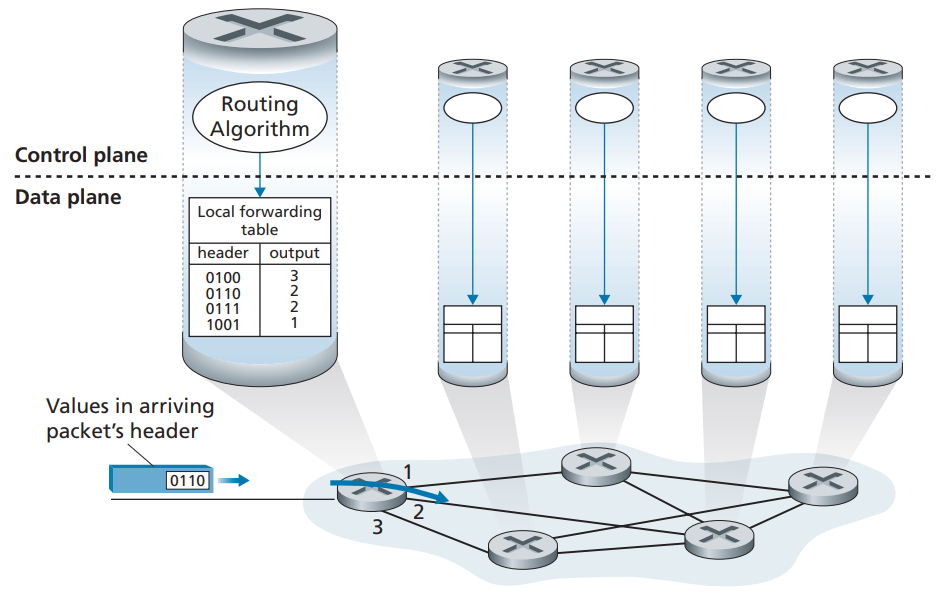 Routing
Algorithm
Control plane
Data plane
Local forwarding
table
header output
0100 3
0110 2
0111 2
1001 1
Values in arriving
packet's header
0110
1
2
3